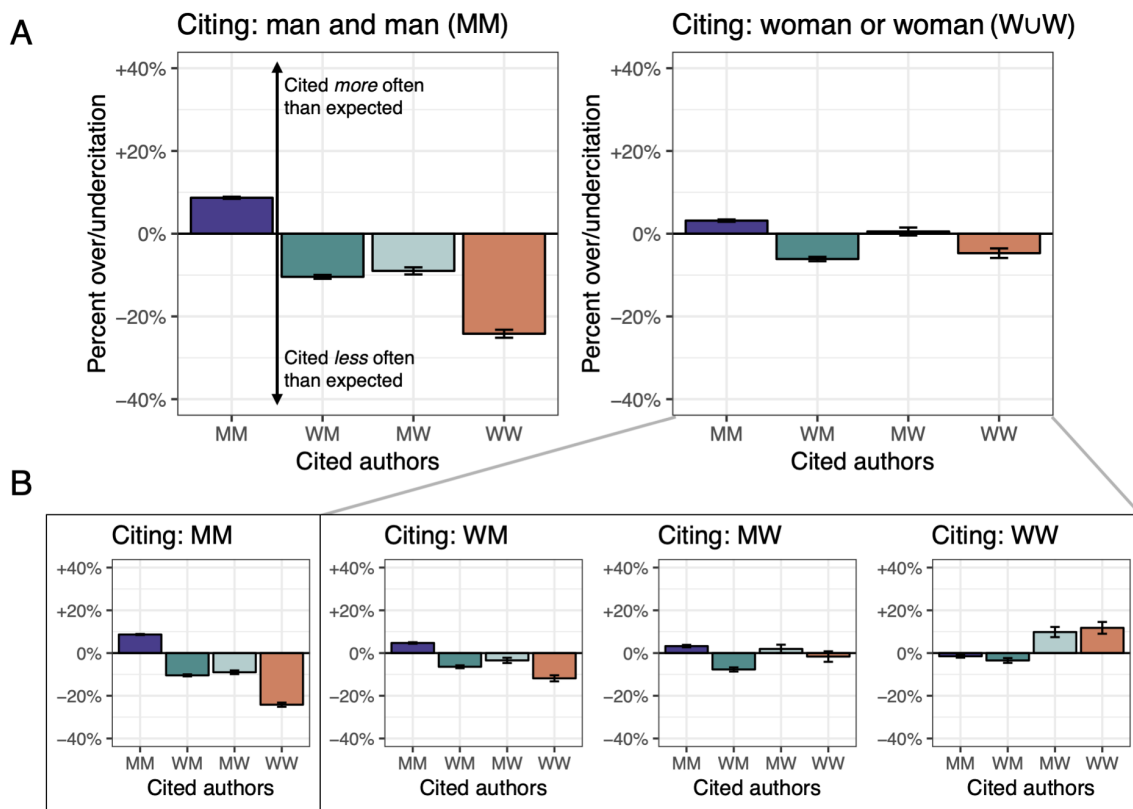 A
Citing: man and man (MM)
Citing: woman or woman (W∪W)
Percent over/undercitation
+40%
+20%
0%
−20%
−40%
Cited more often
than expected
Cited less often
than expected
MM WM MW WW
Cited authors
Percent over/undercitation
+40%
+20%
0%
−20%
−40%
MM WM MW WW
Cited authors
B
Citing: MM
+40%
+20%
0%
−20%
−40%
MM WM MW WW
Cited authors
Citing: WM
+40%
+20%
0%
−20%
−40%
MM WM MW WW
Cited authors
Citing: MW
+40%
+20%
0%
−20%
−40%
MM WM MW WW
Cited authors
Citing: WW
+40%
+20%
0%
−20%
−40%
MM WM MW WW
Cited authors